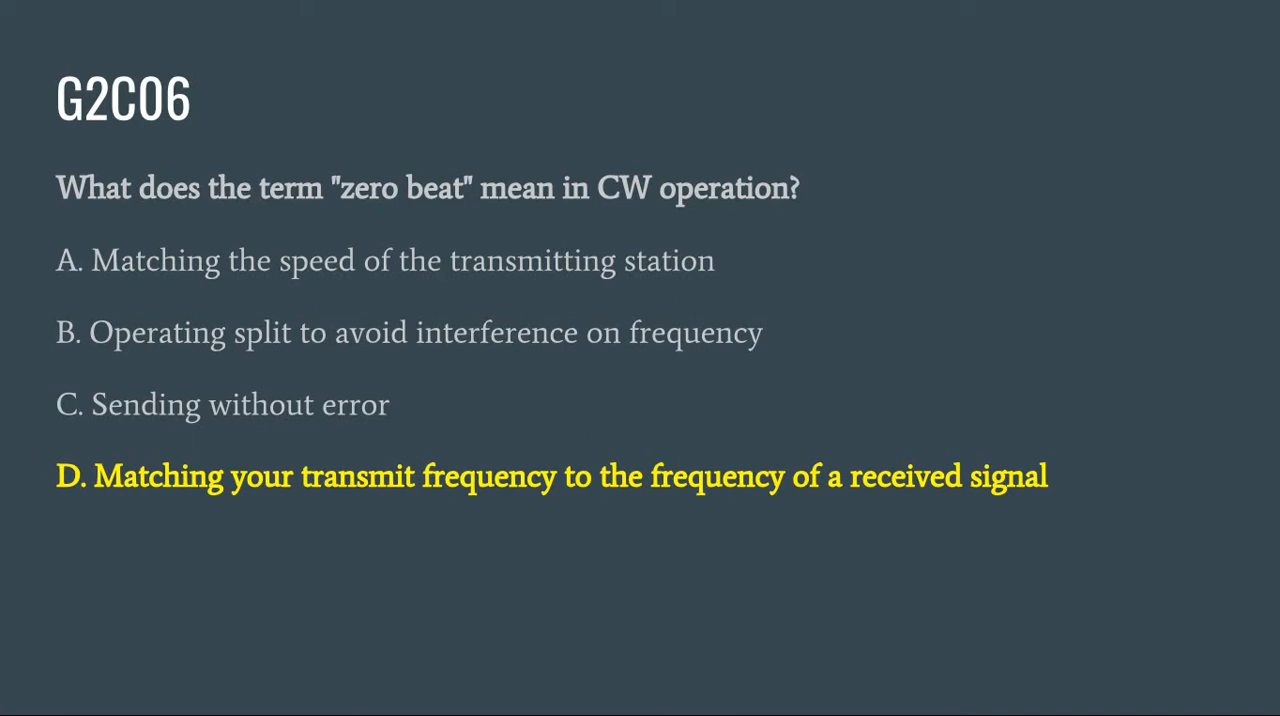 G2C06
What does the term "zero beat" mean in CW operation?
A. Matching the speed of the transmitting station
B. Operating split to avoid interference on frequency
C. Sending without error
D. Matching your transmit frequency to the frequency of a received signal